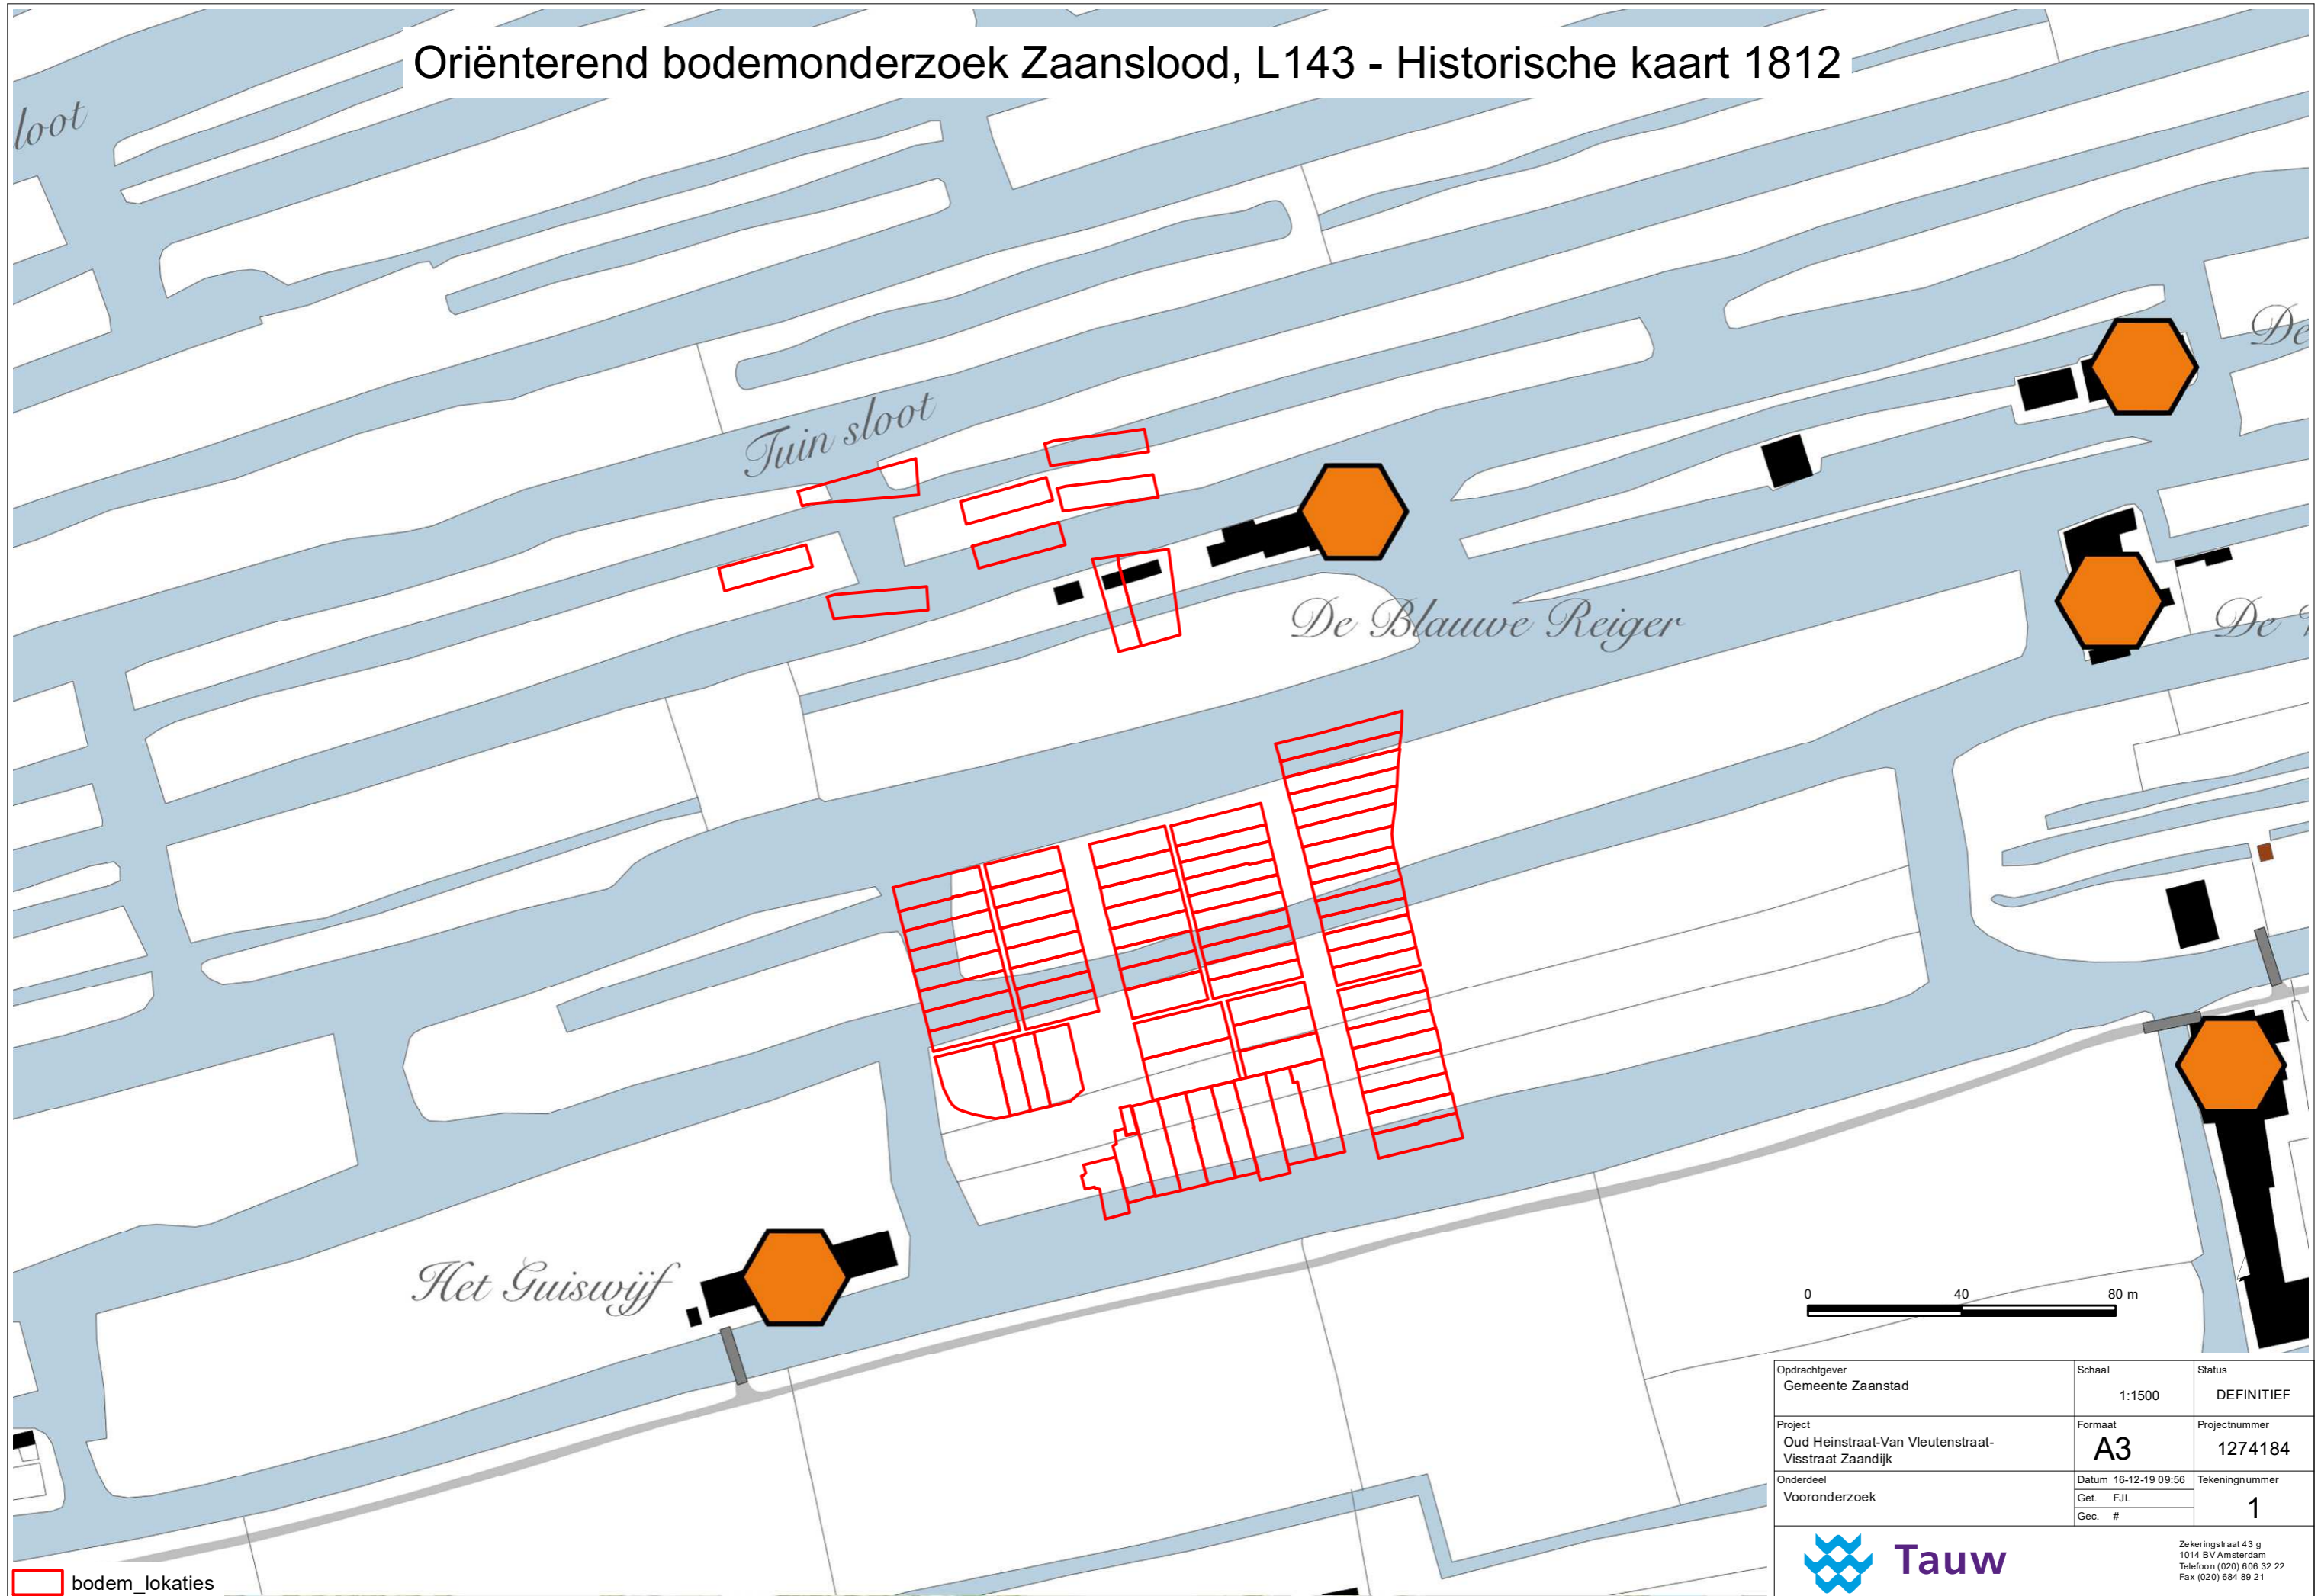 Oriënterend bodemonderzoek Zaanslood, L143 - Historische kaart 1812
loot
De
Tuin sloot
De Blauwe Reiger
De
Het Guiswijf
0 40 80 m
Opdrachtgever
Gemeente Zaanstad
Schaal
1:1500
Status
DEFINITIEF
Project
Oud Heinstraat-Van Vleutenstraat-
Visstraat Zaandijk
Formaat
A3
Projectnummer
1274184
Onderdeel
Vooronderzoek
Datum 16-12-19 09:56
Get. FJL
Gec. #
Tekeningnummer
1
Tauw
Zekeringstraat 43 g
1014 BV Amsterdam
Telefoon (020) 606 32 22
Fax (020) 684 89 21
bodem_lokaties